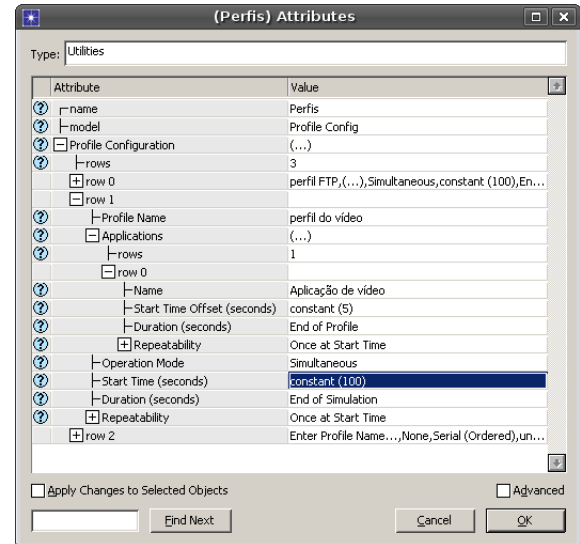 (Perfis) Attributes
Type: Utilities
Attribute Value
name Perfis
model Profile Config
Profile Configuration (...)
rows 3
row 0 perfil FTP,(...),Simultaneous,constant (100),En...
row 1
Profile Name perfil do vídeo
Applications (...)
rows 1
row 0
Name Aplicação de vídeo
Start Time Offset (seconds) constant (5)
Duration (seconds) End of Profile
Repeatability Once at Start Time
Operation Mode Simultaneous
Start Time (seconds) constant (100)
Duration (seconds) End of Simulation
Repeatability Once at Start Time
row 2 Enter Profile Name...,None,Serial (Ordered),un...
Apply Changes to Selected Objects Advanced
Find Next Cancel OK